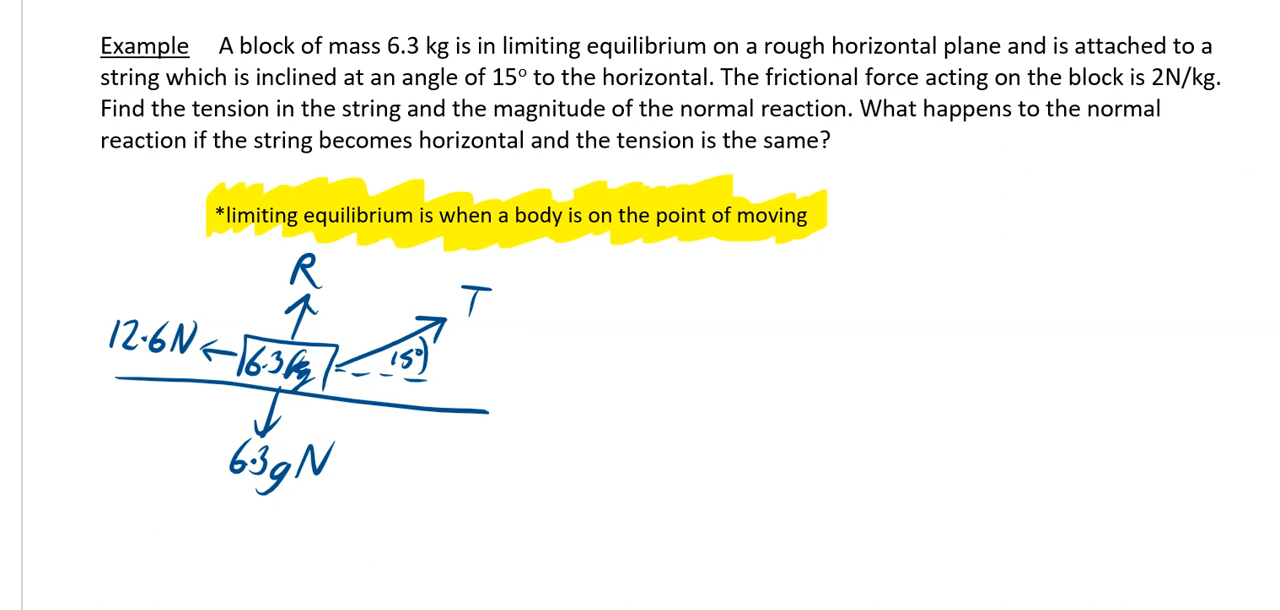 Example A block of mass 6.3 kg is in limiting equilibrium on a rough horizontal plane and is attached to a
string which is inclined at an angle of 15° to the horizontal. The frictional force acting on the block is 2N/kg.
Find the tension in the string and the magnitude of the normal reaction. What happens to the normal
reaction if the string becomes horizontal and the tension is the same?
*limiting equilibrium is when a body is on the point of moving
R
T
12.6N
6.3kg
15°
6.3gN